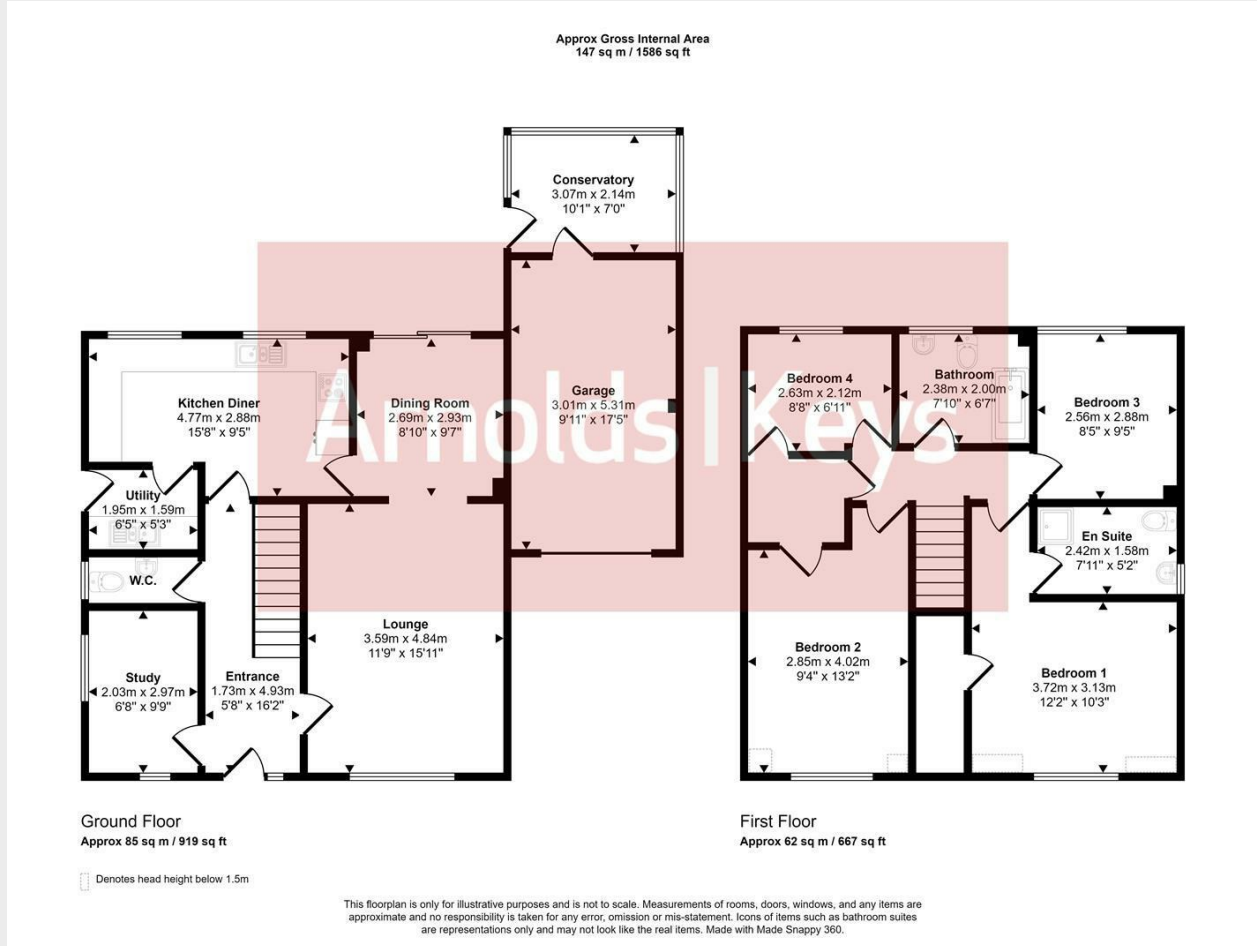 Approx Gross Internal Area
147 sq m / 1586 sq ft
Conservatory
3.07m x 2.14m
10'1" x 7'0"
Kitchen Diner
4.77m x 2.88m
15'8" x 9'5"
Dining Room
2.69m x 2.93m
8'10" x 9'7"
Garage
3.01m x 5.31m
9'11" x 17'5"
Utility
1.95m x 1.59m
6'5" x 5'3"
W.C.
Lounge
3.59m x 4.84m
11'9" x 15'11"
Study
2.03m x 2.97m
6'8" x 9'9"
Entrance
1.73m x 4.93m
5'8" x 16'2"
Bedroom 4
2.63m x 2.12m
8'8" x 6'11"
Bathroom
2.38m x 2.00m
7'10" x 6'7"
Bedroom 3
2.56m x 2.88m
8'5" x 9'5"
En Suite
2.42m x 1.58m
7'11" x 5'2"
Bedroom 2
2.85m x 4.02m
9'4" x 13'2"
Bedroom 1
3.72m x 3.13m
12'2" x 10'3"
Arnolds|Keys
Ground Floor
Approx 85 sq m / 919 sq ft
First Floor
Approx 62 sq m / 667 sq ft
Denotes head height below 1.5m
This floorplan is only for illustrative purposes and is not to scale. Measurements of rooms, doors, windows, and any items are
approximate and no responsibility is taken for any error, omission or mis-statement. Icons of items such as bathroom suites
are representations only and may not look like the real items. Made with Made Snappy 360.